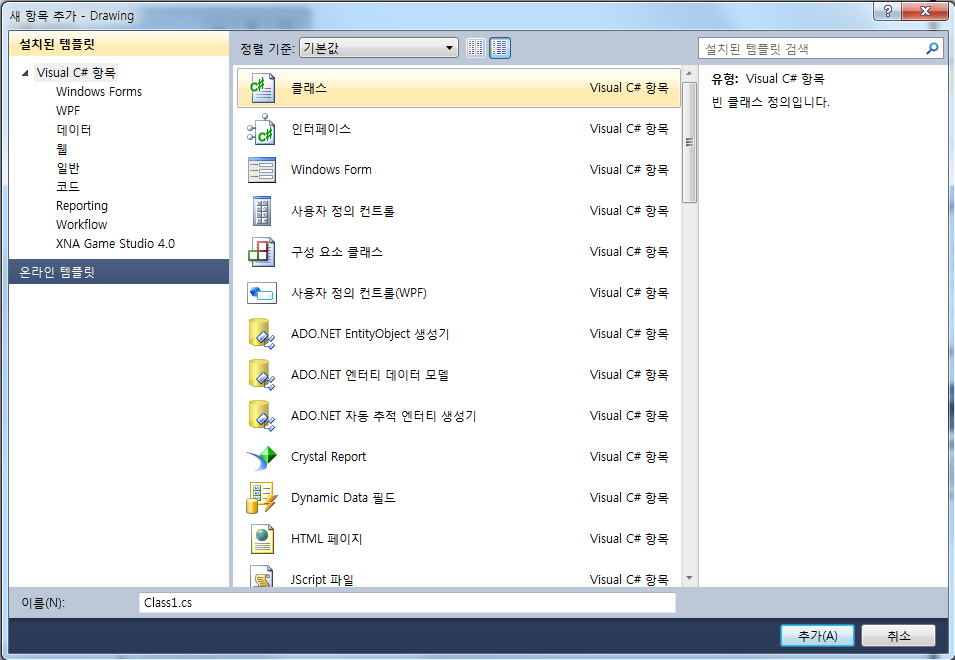 새 항목 추가 - Drawing
설치된 템플릿
정렬 기준: 기본값
설치된 템플릿 검색
Visual C# 항목
Windows Forms
WPF
데이터
웹
일반
코드
Reporting
Workflow
XNA Game Studio 4.0
온라인 템플릿
클래스 Visual C# 항목
인터페이스 Visual C# 항목
Windows Form Visual C# 항목
사용자 정의 컨트롤 Visual C# 항목
구성 요소 클래스 Visual C# 항목
사용자 정의 컨트롤(WPF) Visual C# 항목
ADO.NET EntityObject 생성기 Visual C# 항목
ADO.NET 엔터티 데이터 모델 Visual C# 항목
ADO.NET 자동 추적 엔터티 생성기 Visual C# 항목
Crystal Report Visual C# 항목
Dynamic Data 필드 Visual C# 항목
HTML 페이지 Visual C# 항목
JScript 파일 Visual C# 항목
유형: Visual C# 항목
빈 클래스 정의입니다.
이름(N): Class1.cs
추가(A) 취소